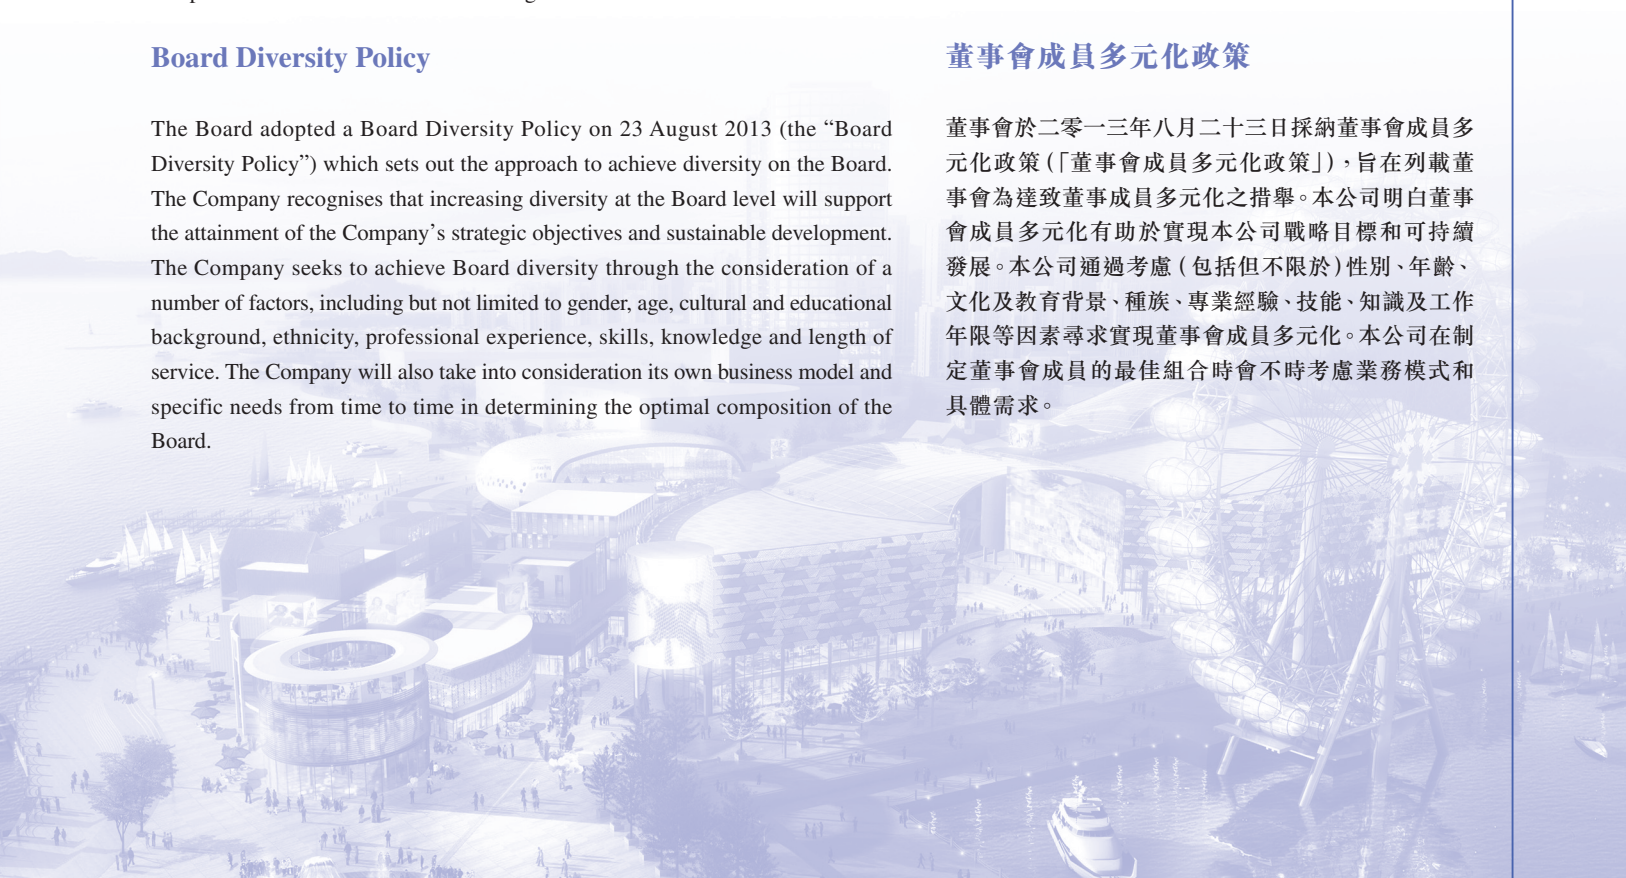 Board Diversity Policy
The Board adopted a Board Diversity Policy on 23 August 2013 (the “Board
Diversity Policy”) which sets out the approach to achieve diversity on the Board.
The Company recognises that increasing diversity at the Board level will support
the attainment of the Company’s strategic objectives and sustainable development.
The Company seeks to achieve Board diversity through the consideration of a
number of factors, including but not limited to gender, age, cultural and educational
background, ethnicity, professional experience, skills, knowledge and length of
service. The Company will also take into consideration its own business model and
specific needs from time to time in determining the optimal composition of the
Board.
董事會成員多元化政策
董事會於二零一三年八月二十三日採納董事會成員多
元化政策(「董事會成員多元化政策」)，旨在列載董
事會為達致董事成員多元化之措舉。本公司明白董事
會成員多元化有助於實現本公司戰略目標和可持續
發展。本公司通過考慮(包括但不限於)性別、年齡、
文化及教育背景、種族、專業經驗、技能、知識及工作
年限等因素尋求實現董事會成員多元化。本公司在制
定董事會成員的最佳組合時會不時考慮業務模式和
具體需求。